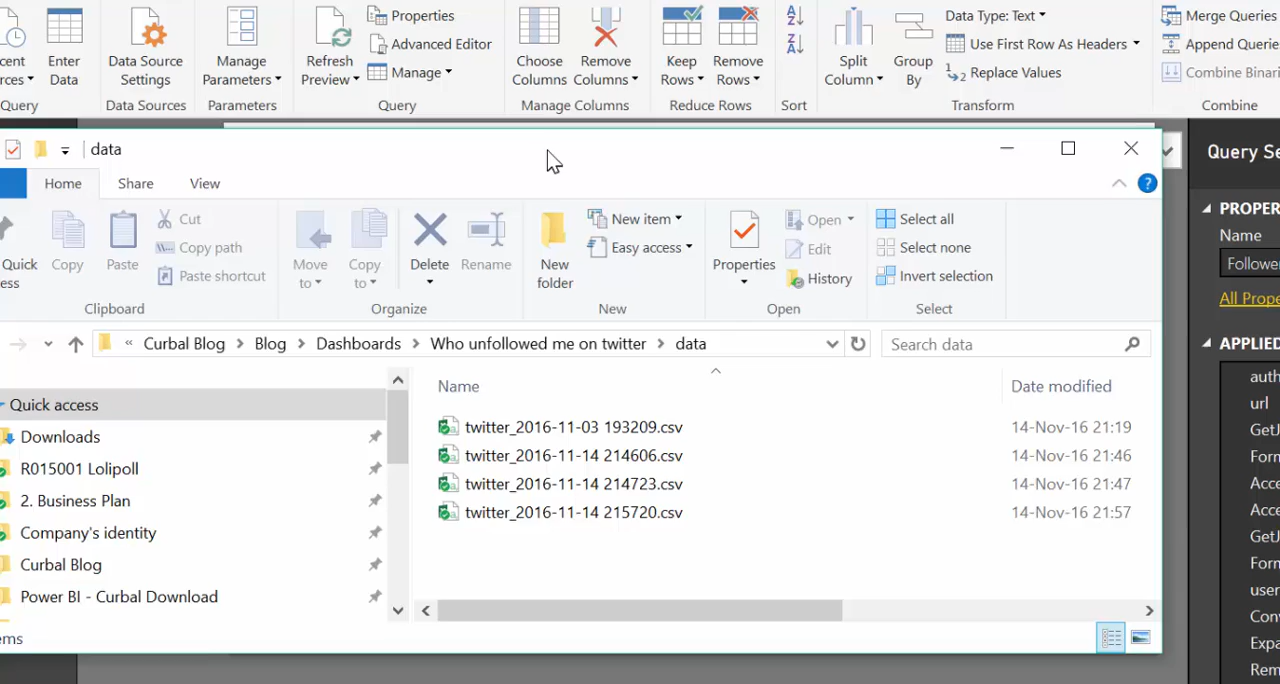 Properties
Data Type: Text
Merge Queries
Advanced Editor
Use First Row As Headers
Append Querie
Enter Data
Data Source Settings
Manage Parameters
Refresh Preview
Manage
Choose Columns
Remove Columns
Keep Rows
Remove Rows
Split Column
Group By
1→2 Replace Values
Combine Binari
Query
Data Sources
Parameters
Query
Manage Columns
Reduce Rows
Sort
Transform
Combine
data
Query Se
Home
Share
View
PROPER
Name
Followe
All Prope
APPLIED
Cut
New item
Open
Select all
Copy path
Easy access
Edit
Select none
Quick
Copy
Paste
Paste shortcut
Move to
Copy to
Delete
Rename
New folder
Properties
History
Invert selection
Clipboard
Organize
New
Open
Select
« Curbal Blog > Blog > Dashboards > Who unfollowed me on twitter > data
Search data
Name
Date modified
Quick access
twitter_2016-11-03 193209.csv
14-Nov-16 21:19
Downloads
twitter_2016-11-14 214606.csv
14-Nov-16 21:46
R015001 Lolipoll
twitter_2016-11-14 214723.csv
14-Nov-16 21:47
2. Business Plan
twitter_2016-11-14 215720.csv
14-Nov-16 21:57
Company's identity
Curbal Blog
Power BI - Curbal Download
auth
url
GetJ
Forn
Acce
Acce
GetJ
Forn
user
Con
Expa
Rem